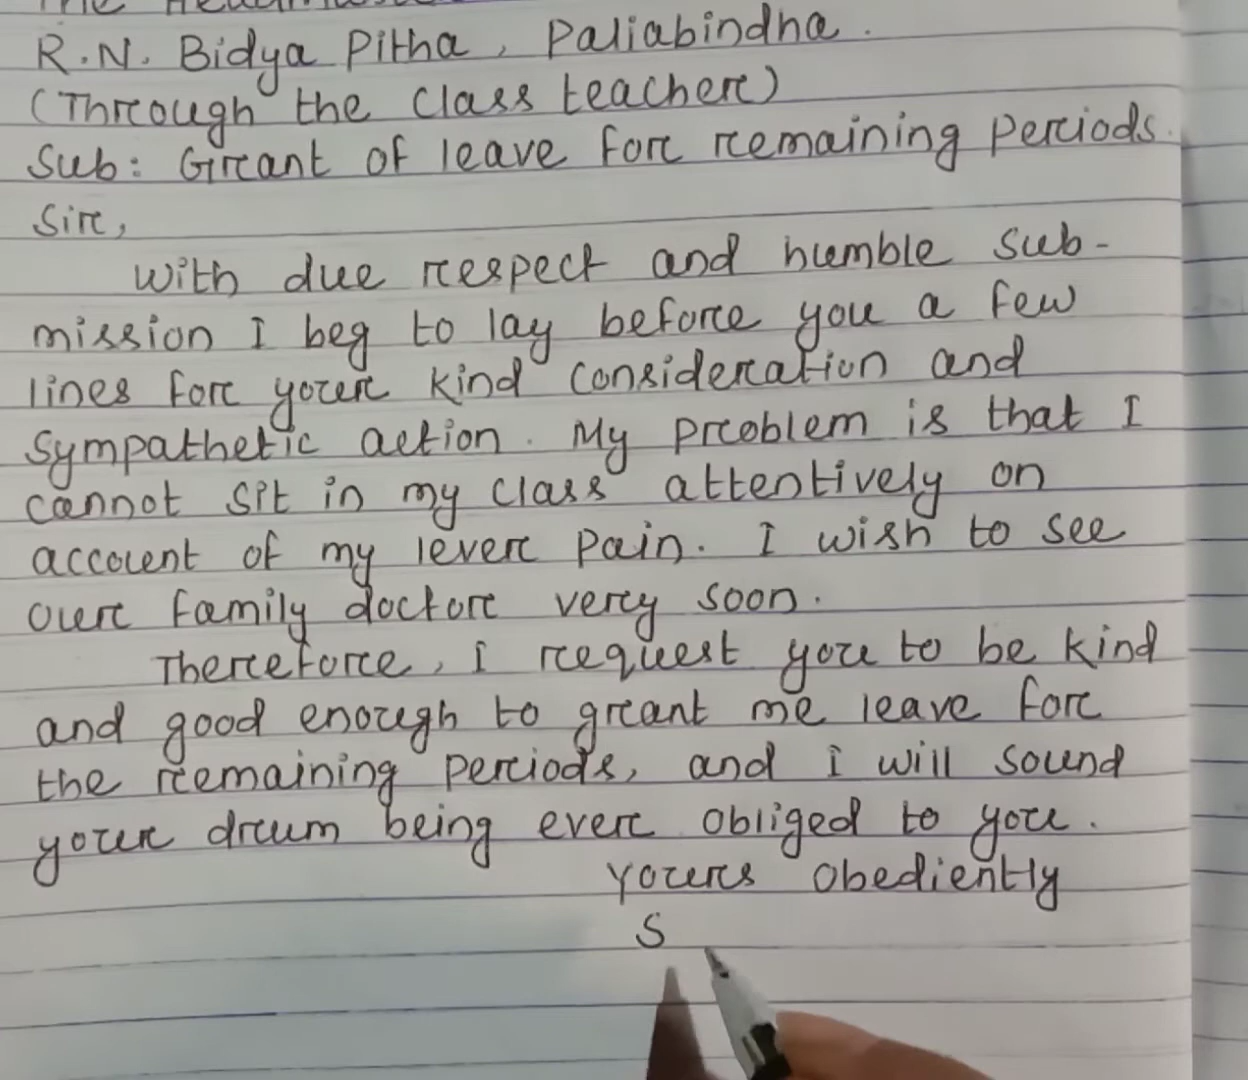 The Headmaster
R.N. Bidya Pitha, Paliabindha.
(Through the class teacher)
Sub: Grant of leave for remaining periods.
Sir,
With due respect and humble sub-
mission I beg to lay before you a few
lines for your kind consideration and
sympathetic action. My problem is that I
cannot sit in my class attentively on
account of my lever pain. I wish to see
our family doctor very soon.
Therefore, I request you to be kind
and good enough to grant me leave for
the remaining periods, and I will sound
your drum being ever obliged to you.
Yours obediently
S